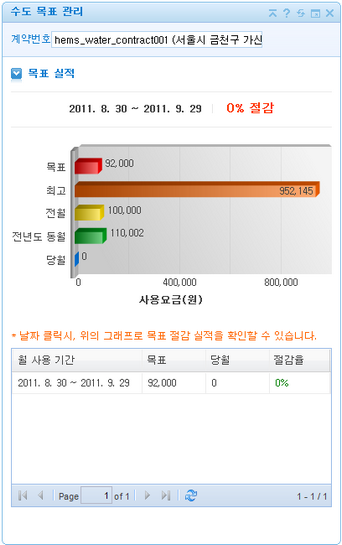 수도 목표 관리
계약번호 hems_water_contract001 (서울시 금천구 가신
목표 실적
2011. 8. 30 ~ 2011. 9. 29 0% 절감
목표 92,000
최고 952,145
전월 100,000
전년도 동월 110,002
당월 0
0 400,000 800,000
사용요금(원)
* 날짜 클릭시, 위의 그래프로 목표 절감 실적을 확인할 수 있습니다.
월 사용 기간 목표 당월 절감율
2011. 8. 30 ~ 2011. 9. 29 92,000 0 0%
Page 1 of 1 1 - 1 / 1